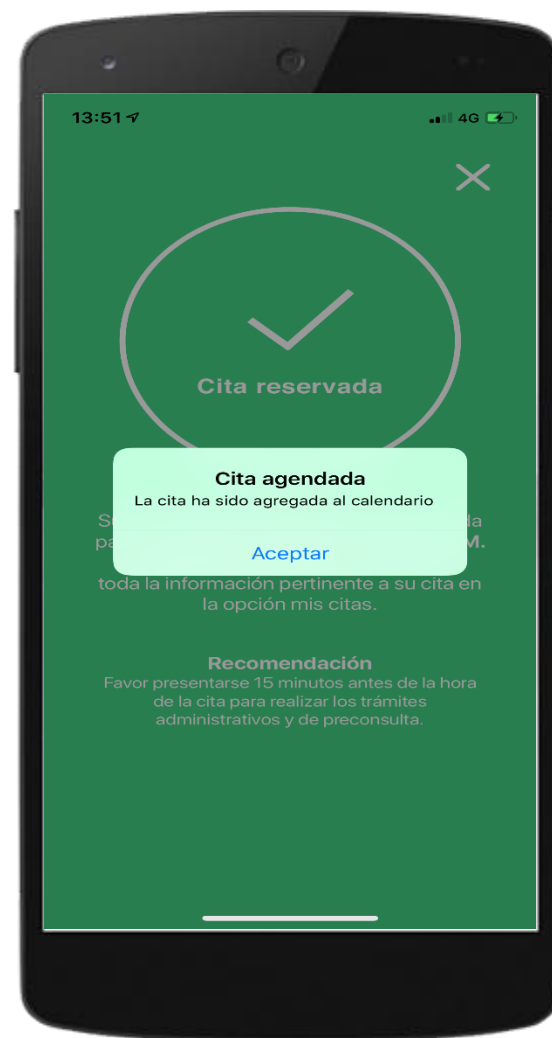 13:51
4G
Cita reservada
Cita agendada
La cita ha sido agregada al calendario
Aceptar
toda la información pertinente a su cita en
la opción mis citas.
Recomendación
Favor presentarse 15 minutos antes de la hora
de la cita para realizar los trámites
administrativos y de preconsulta.